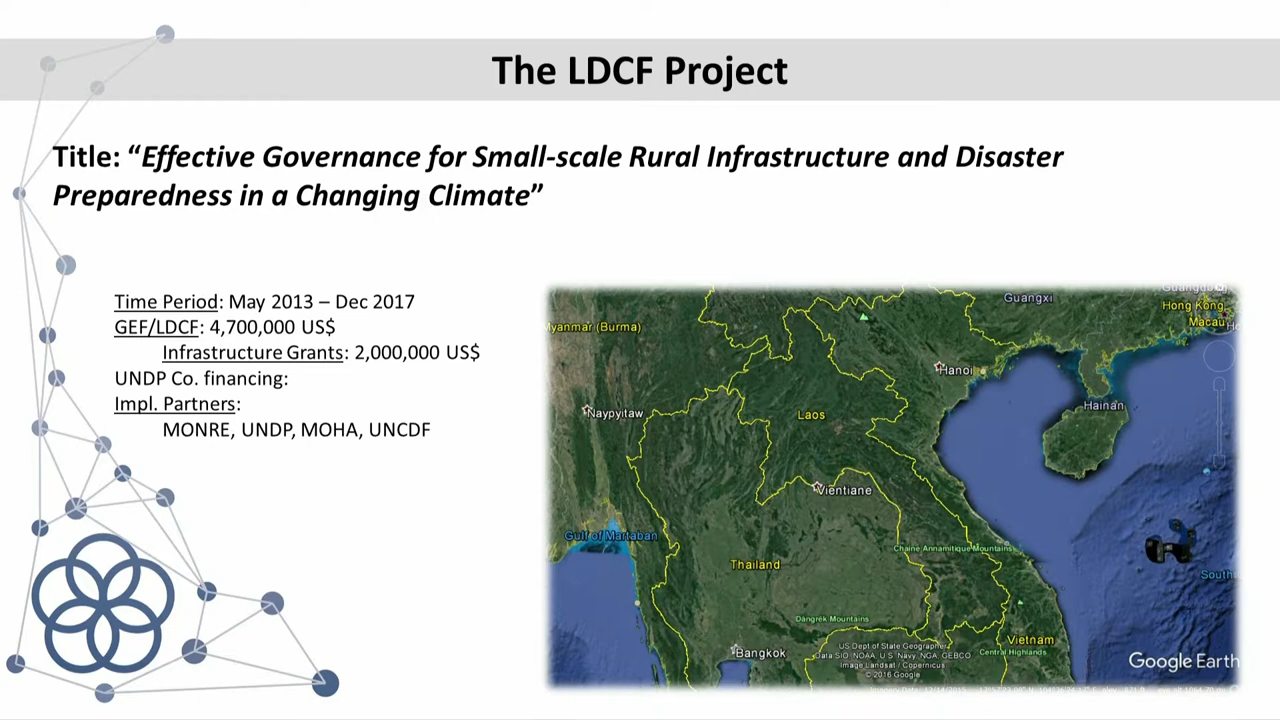 The LDCF Project
Title: “Effective Governance for Small-scale Rural Infrastructure and Disaster
Preparedness in a Changing Climate”
Time Period: May 2013 – Dec 2017
GEF/LDCF: 4,700,000 US$
Infrastructure Grants: 2,000,000 US$
UNDP Co. financing:
Impl. Partners:
MONRE, UNDP, MOHA, UNCDF
Guangxi
Hong Kong
Macau
Myanmar (Burma)
Hanoi
Hainan
Naypyitaw
Laos
Vientiane
Gulf of Martaban
Chaine Annamitique Mountains
Thailand
South
Dangrek Mountains
Vietnam
Central Highlands
Bangkok
US Dept of State Geographer
Data SIO, NOAA, U.S. Navy, NGA, GEBCO
Image Landsat / Copernicus
© 2016 Google
Google Earth